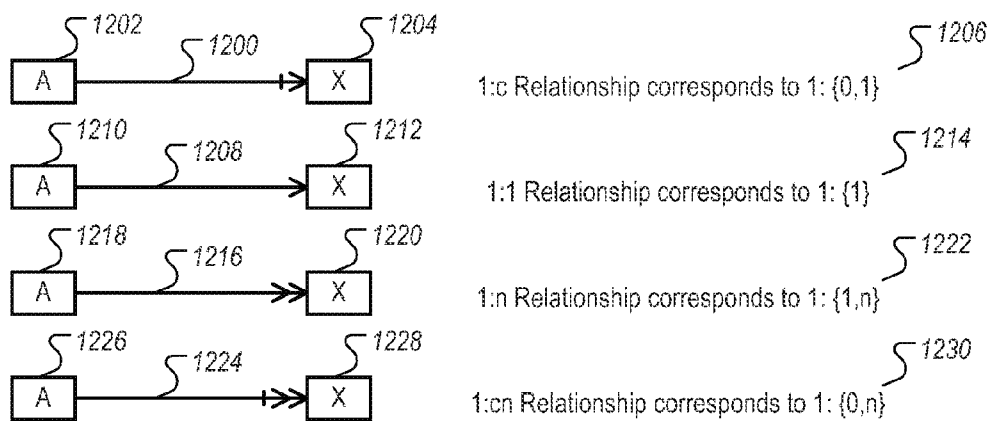 1202 1204 1206
1200
A X 1:c Relationship corresponds to 1: {0,1}
1210 1212 1214
1208
A X 1:1 Relationship corresponds to 1: {1}
1218 1220 1222
1216
A X 1:n Relationship corresponds to 1: {1,n}
1226 1228 1230
1224
A X 1:cn Relationship corresponds to 1: {0,n}